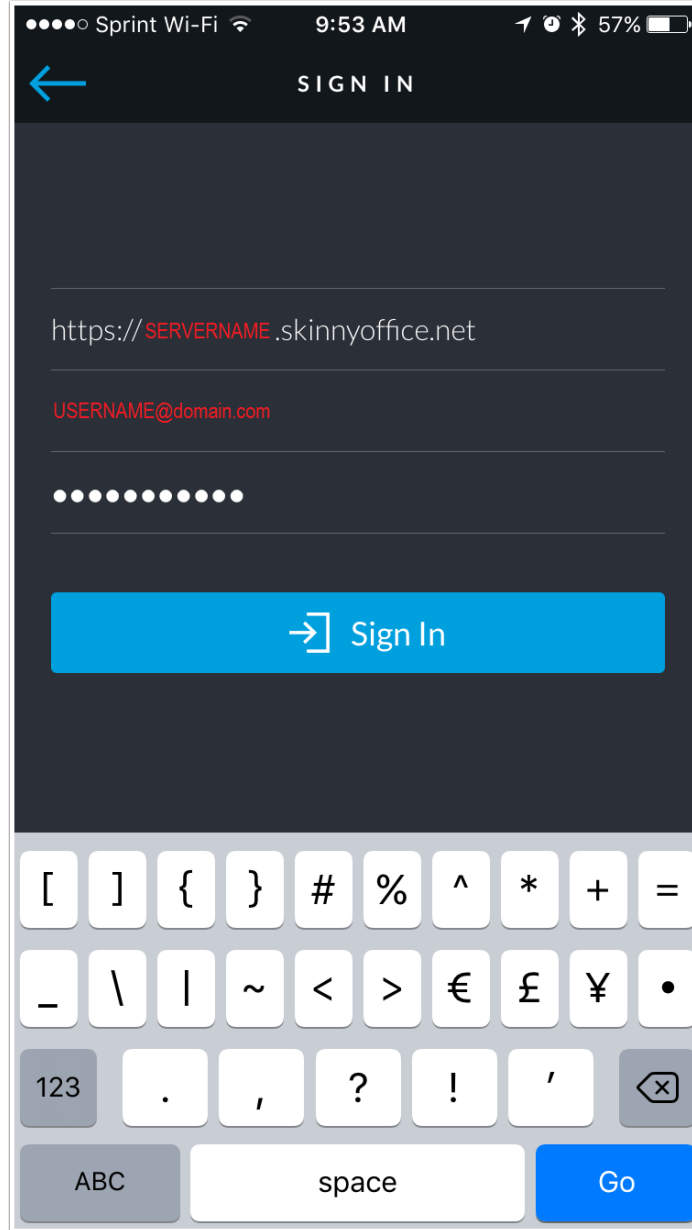 Sprint Wi-Fi 9:53 AM 57%
SIGN IN
https://SERVERNAME.skinnyoffice.net
USERNAME@domain.com
●●●●●●●●●●●
Sign In
[ ] { } # % ^ * + =
_ \ | ~ < > € £ ¥ •
123 . , ? ! ′
ABC space Go